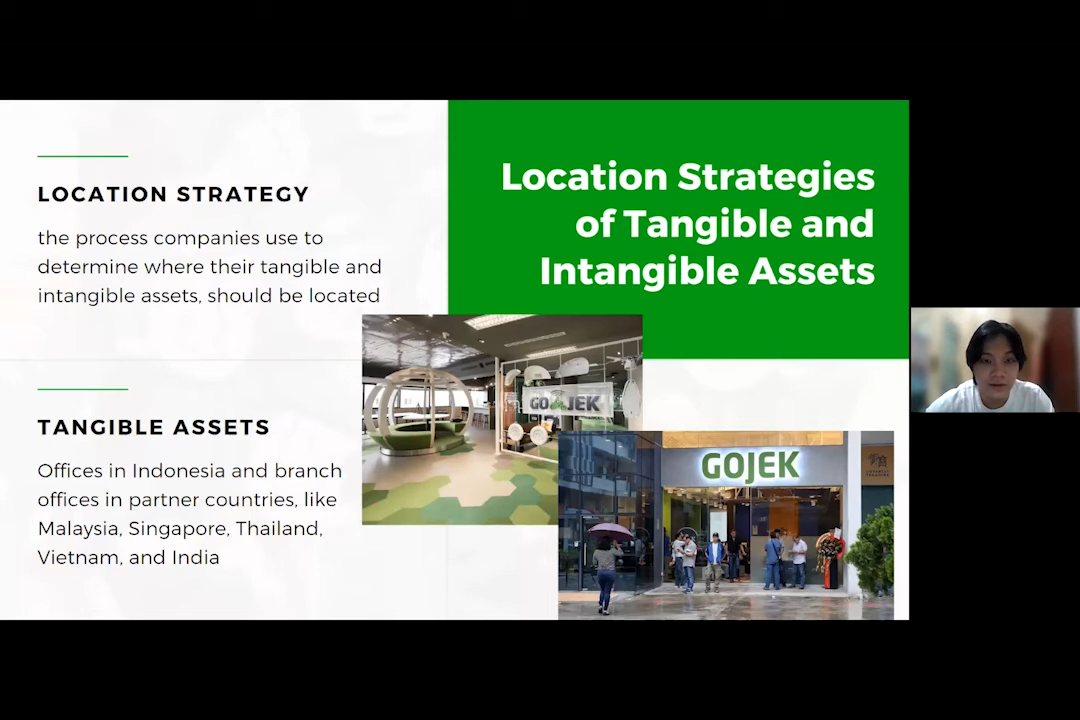 Location Strategies
of Tangible and
Intangible Assets
LOCATION STRATEGY
the process companies use to
determine where their tangible and
intangible assets, should be located
TANGIBLE ASSETS
Offices in Indonesia and branch
offices in partner countries, like
Malaysia, Singapore, Thailand,
Vietnam, and India
GOJEK
GOJEK